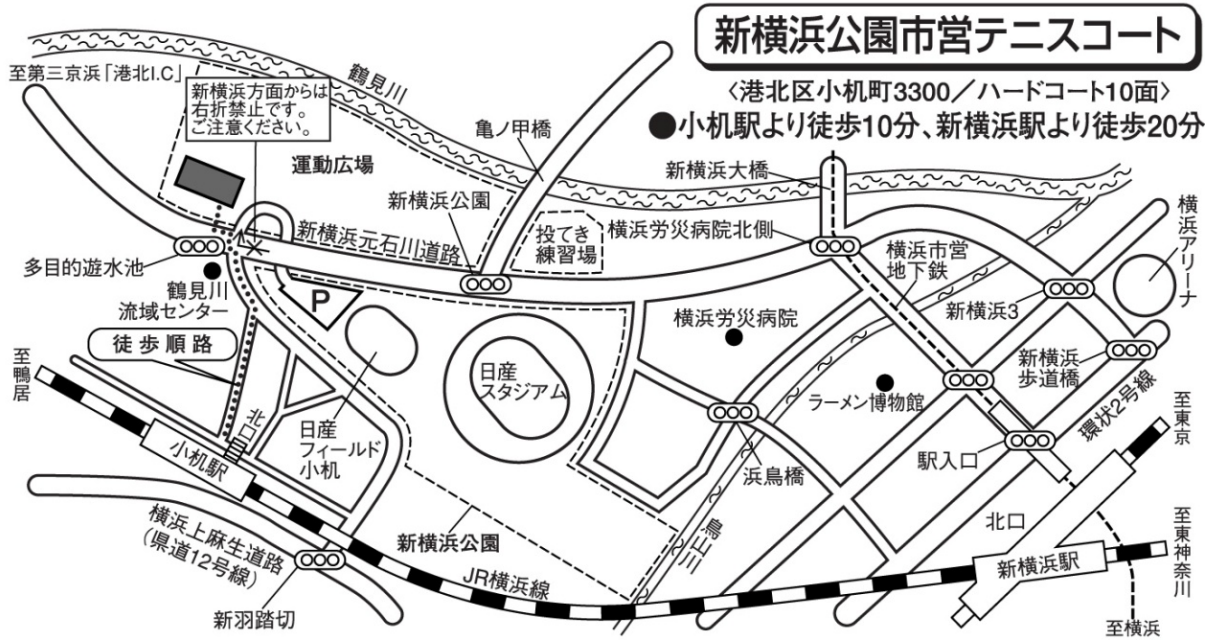 新横浜公園市営テニスコート
〈港北区小机町3300／ハードコート10面〉
●小机駅より徒歩10分、新横浜駅より徒歩20分
至第三京浜「港北I.C」
新横浜方面からは
右折禁止です。
ご注意ください。
鶴見川
亀ノ甲橋
運動広場
新横浜公園
新横浜大橋
新横浜元石川道路
投てき
練習場
横浜労災病院北側
横浜市営
地下鉄
横浜アリーナ
多目的遊水池
鶴見川
流域センター
P
新横浜3
横浜労災病院
徒歩順路
至鴨居
日産
スタジアム
新横浜
歩道橋
ラーメン博物館
環状2号線
至東京
北口
小机駅
日産
フィールド
小机
浜鳥橋
駅入口
鳥山川
横浜上麻生道路
(県道12号線)
新横浜公園
北口
至東神奈川
新横浜駅
JR横浜線
新羽踏切
至横浜